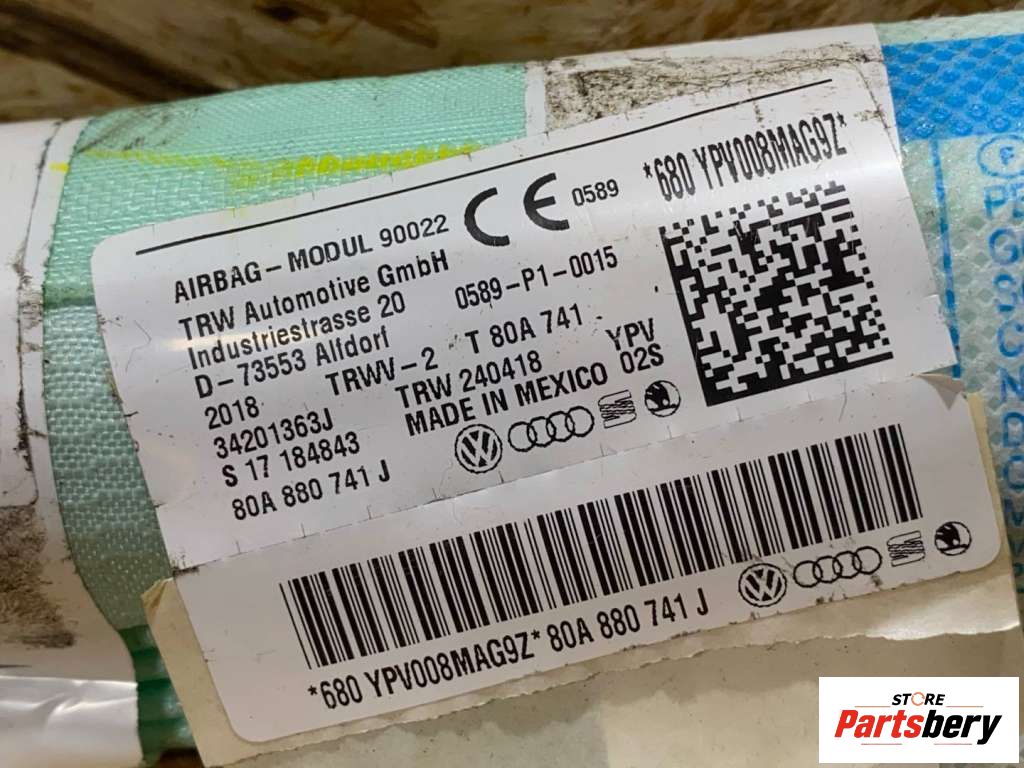 AIRBAG-MODUL 90022
CE 0589
*680 YPV008MAG9Z*
TRW Automotive GmbH
Industriestrasse 20
0589-P1-0015
D-73553 Alfdorf
TRWV-2 T 80A 741
2018
TRW 240418 YPV
34201363J
MADE IN MEXICO 02S
S 17 184843
80A 880 741 J
*680 YPV008MAG9Z* 80A 880 741 J
STORE
Partsbery